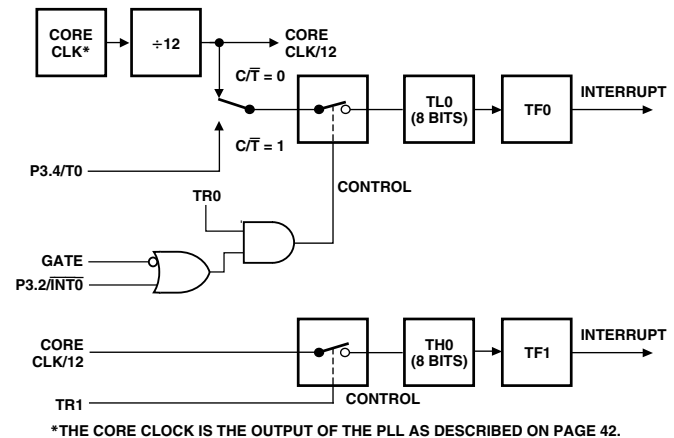 CORE
CLK*
÷12
CORE
CLK/12
C/T̅ = 0
C/T̅ = 1
TL0
(8 BITS)
TF0
INTERRUPT
P3.4/T0
CONTROL
TR0
GATE
P3.2/I̅N̅T̅0̅
CORE
CLK/12
TH0
(8 BITS)
TF1
INTERRUPT
TR1
CONTROL
*THE CORE CLOCK IS THE OUTPUT OF THE PLL AS DESCRIBED ON PAGE 42.